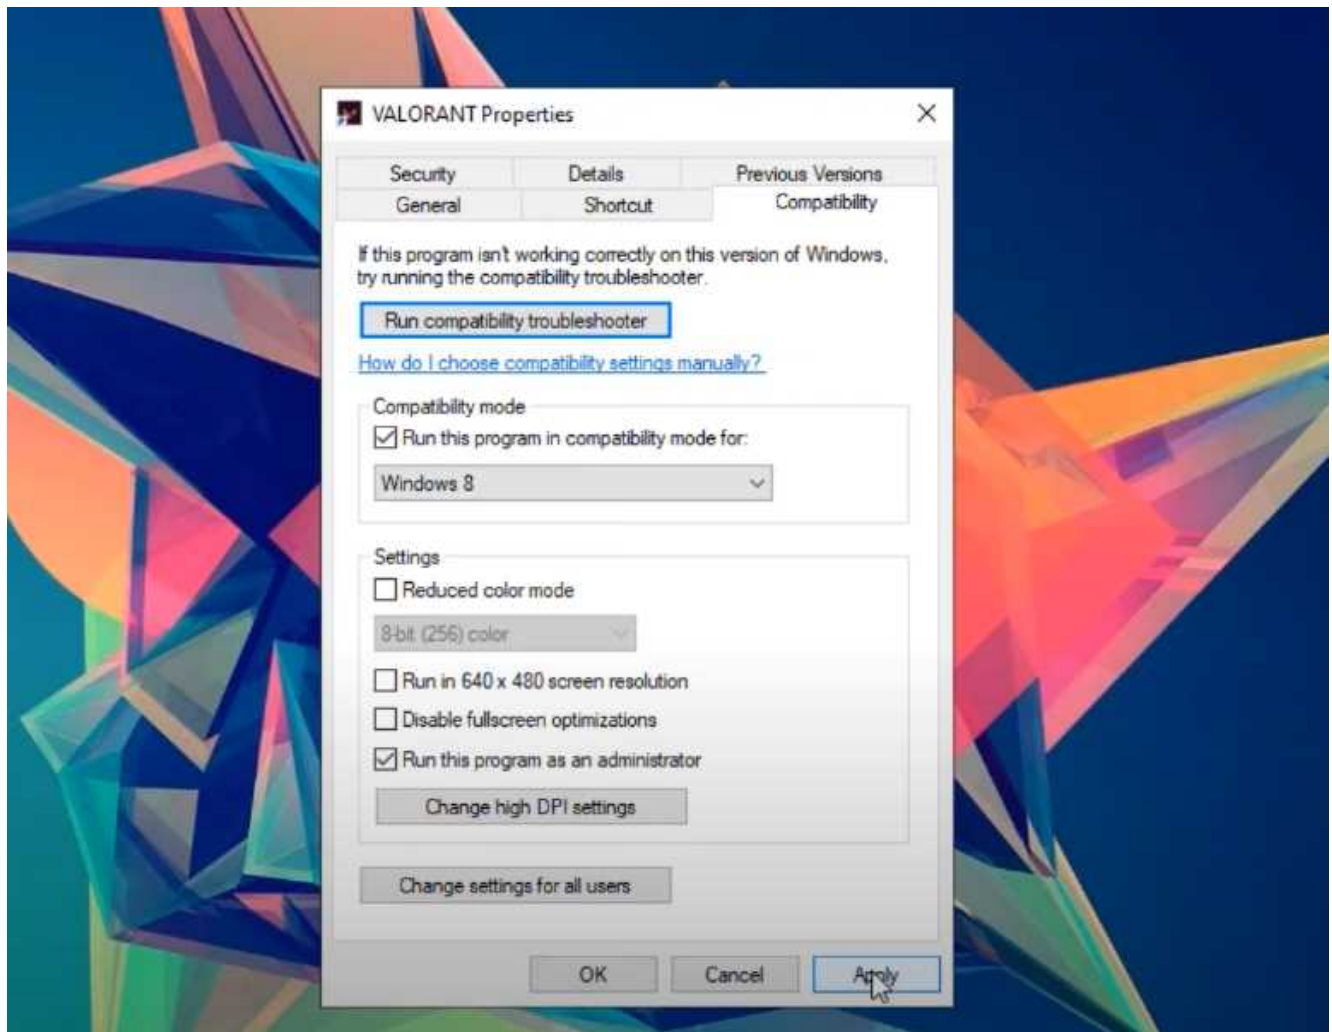 VALORANT Properties
Security Details Previous Versions
General Shortcut Compatibility
If this program isn't working correctly on this version of Windows,
try running the compatibility troubleshooter.
Run compatibility troubleshooter
How do I choose compatibility settings manually?
Compatibility mode
Run this program in compatibility mode for:
Windows 8
Settings
Reduced color mode
8-bit (256) color
Run in 640 x 480 screen resolution
Disable fullscreen optimizations
Run this program as an administrator
Change high DPI settings
Change settings for all users
OK Cancel Apply